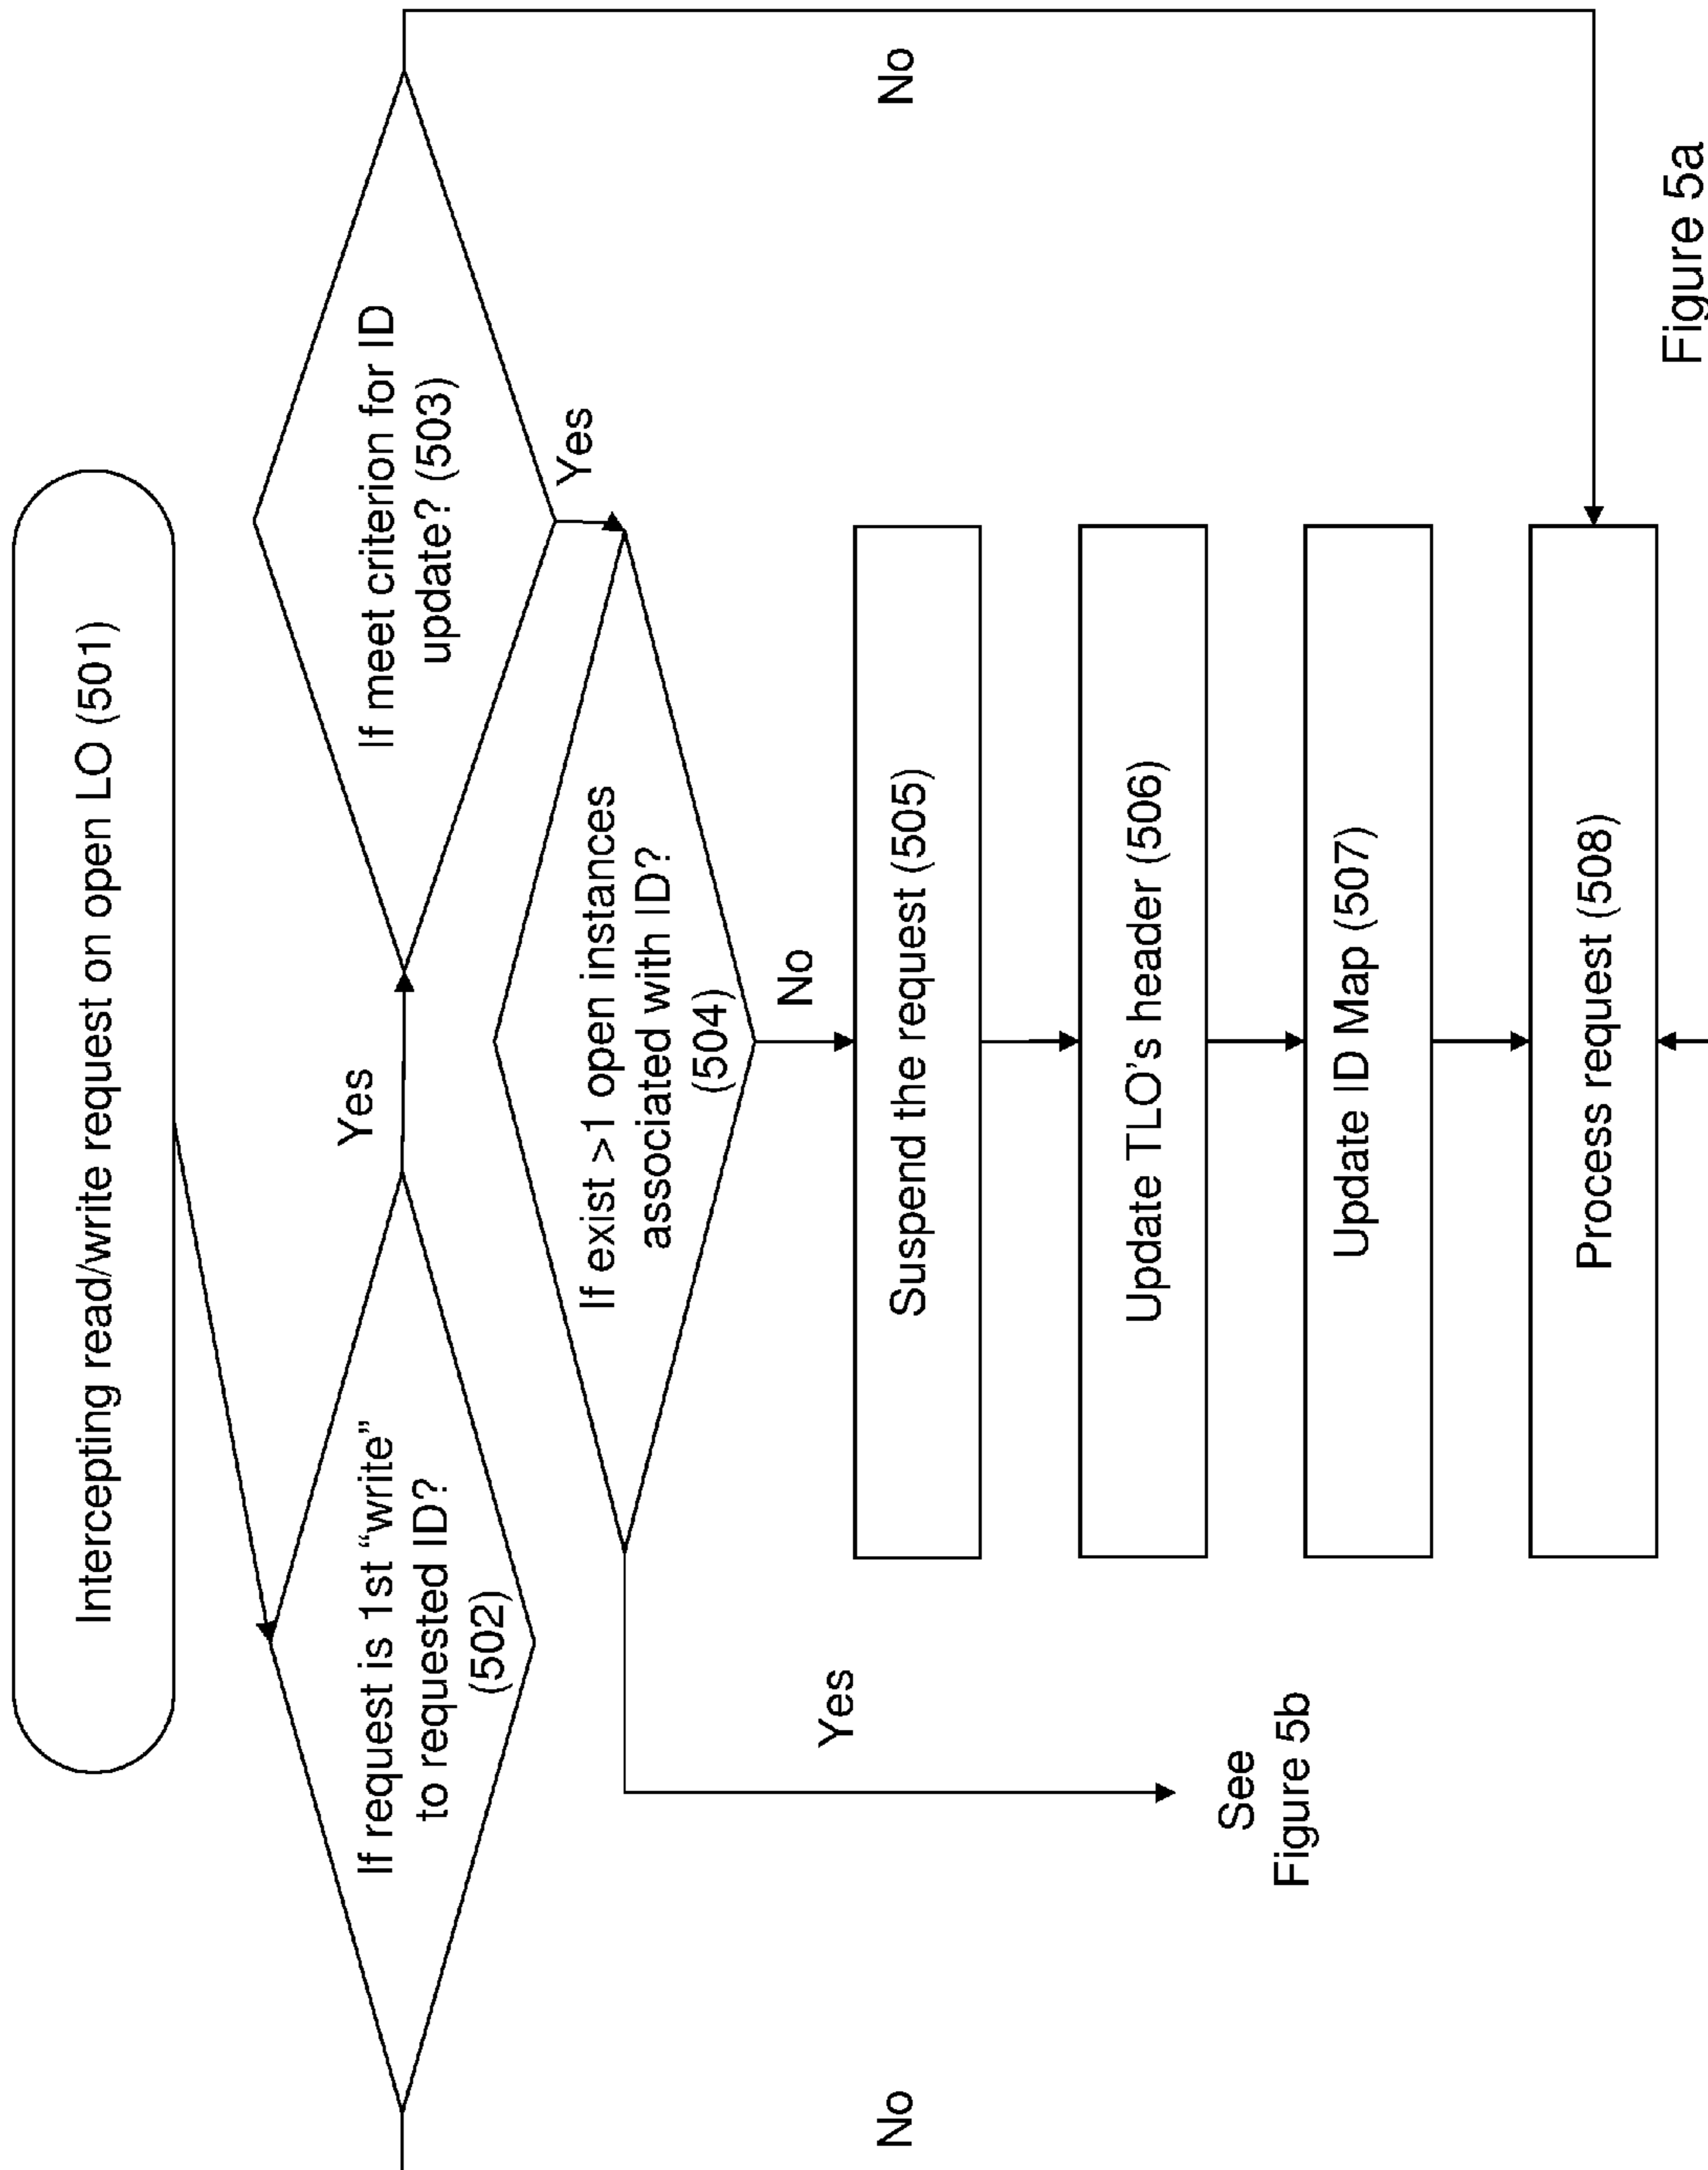 Intercepting read/write request on open LO (501)
If request is 1st “write”
to requested ID?
(502)
Yes
If meet criterion for ID
update? (503)
Yes
If exist >1 open instances
associated with ID?
(504)
No
No
Yes
No
Suspend the request (505)
See
Figure 5b
Update TLO’s header (506)
Update ID Map (507)
Process request (508)
Figure 5a